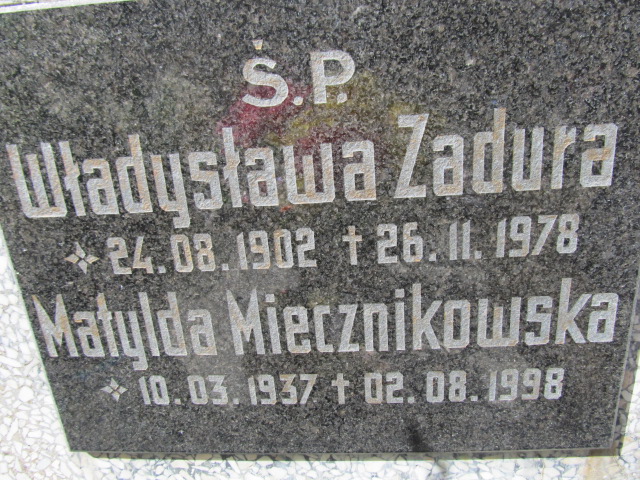 Ś.P.
Władysława Zadura
24.08.1902 † 26.11.1978
Matylda Miecznikowska
10.03.1937 † 02.08.1998